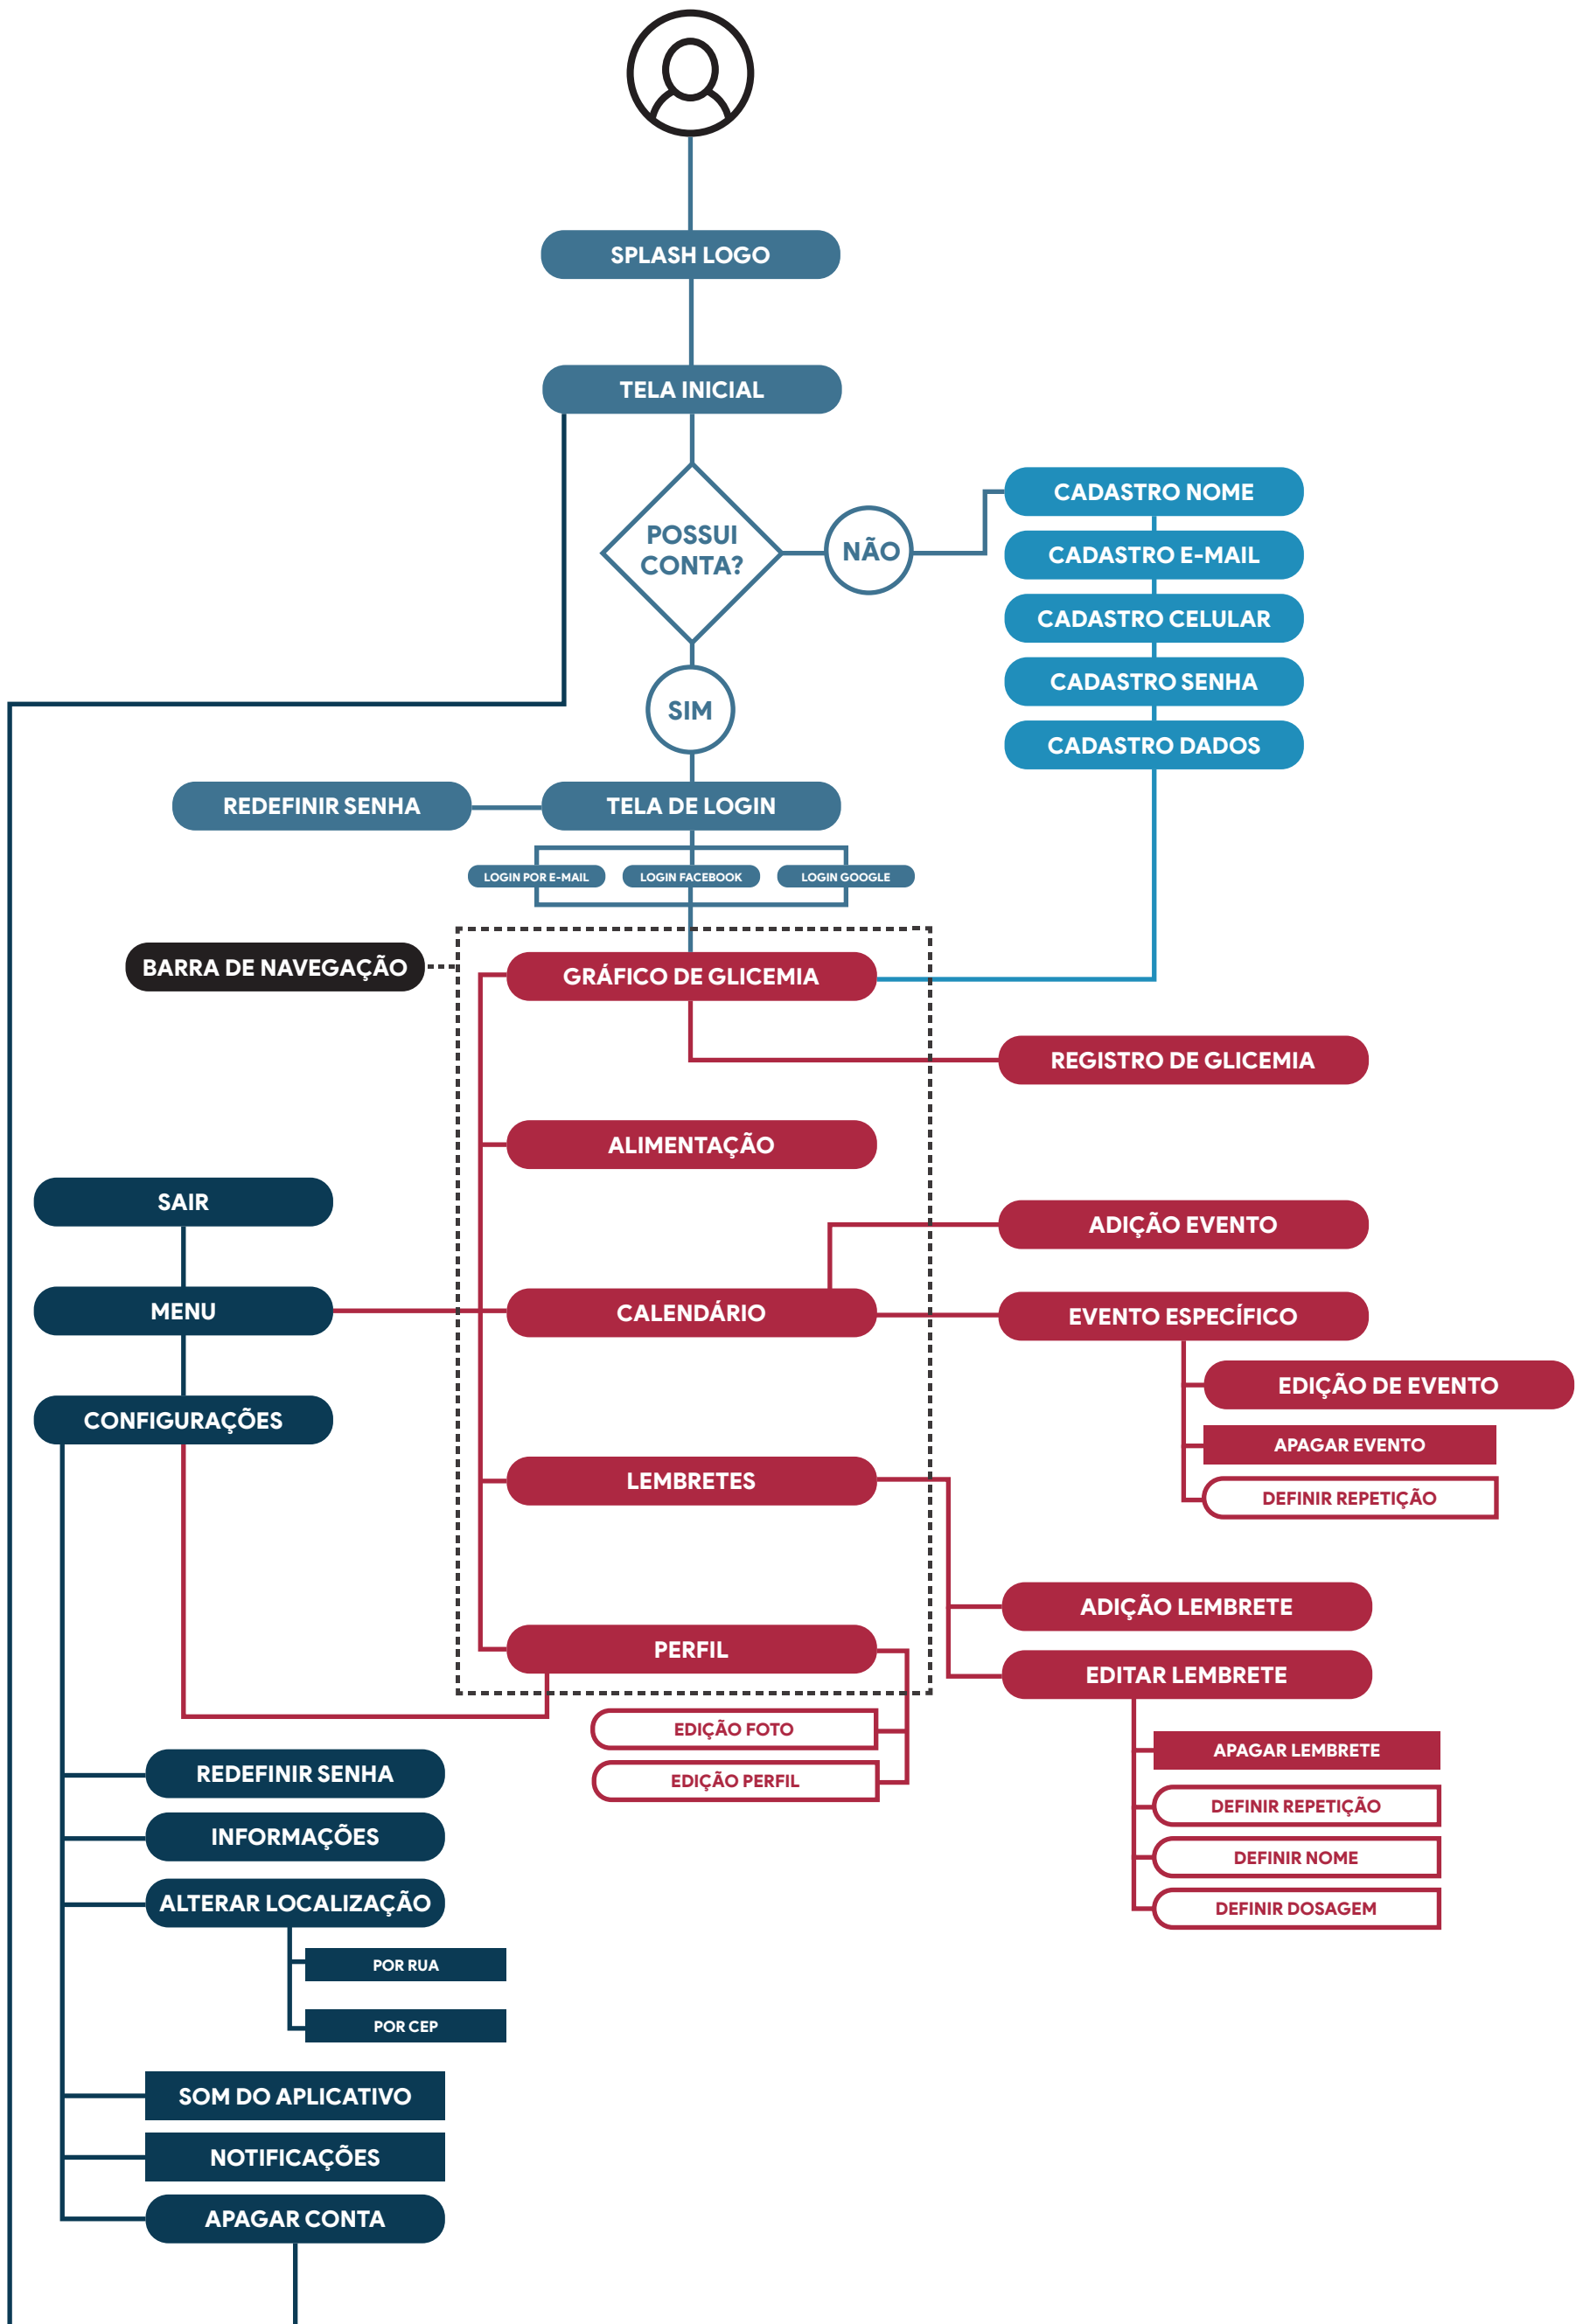 SPLASH LOGO
TELA INICIAL
POSSUI
CONTA?
NÃO
SIM
CADASTRO NOME
CADASTRO E-MAIL
CADASTRO CELULAR
CADASTRO SENHA
CADASTRO DADOS
REDEFINIR SENHA
TELA DE LOGIN
LOGIN POR E-MAIL
LOGIN FACEBOOK
LOGIN GOOGLE
BARRA DE NAVEGAÇÃO
GRÁFICO DE GLICEMIA
REGISTRO DE GLICEMIA
ALIMENTAÇÃO
SAIR
MENU
CONFIGURAÇÕES
CALENDÁRIO
ADIÇÃO EVENTO
EVENTO ESPECÍFICO
EDIÇÃO DE EVENTO
APAGAR EVENTO
DEFINIR REPETIÇÃO
LEMBRETES
ADIÇÃO LEMBRETE
EDITAR LEMBRETE
APAGAR LEMBRETE
DEFINIR REPETIÇÃO
DEFINIR NOME
DEFINIR DOSAGEM
PERFIL
EDIÇÃO FOTO
EDIÇÃO PERFIL
REDEFINIR SENHA
INFORMAÇÕES
ALTERAR LOCALIZAÇÃO
POR RUA
POR CEP
SOM DO APLICATIVO
NOTIFICAÇÕES
APAGAR CONTA